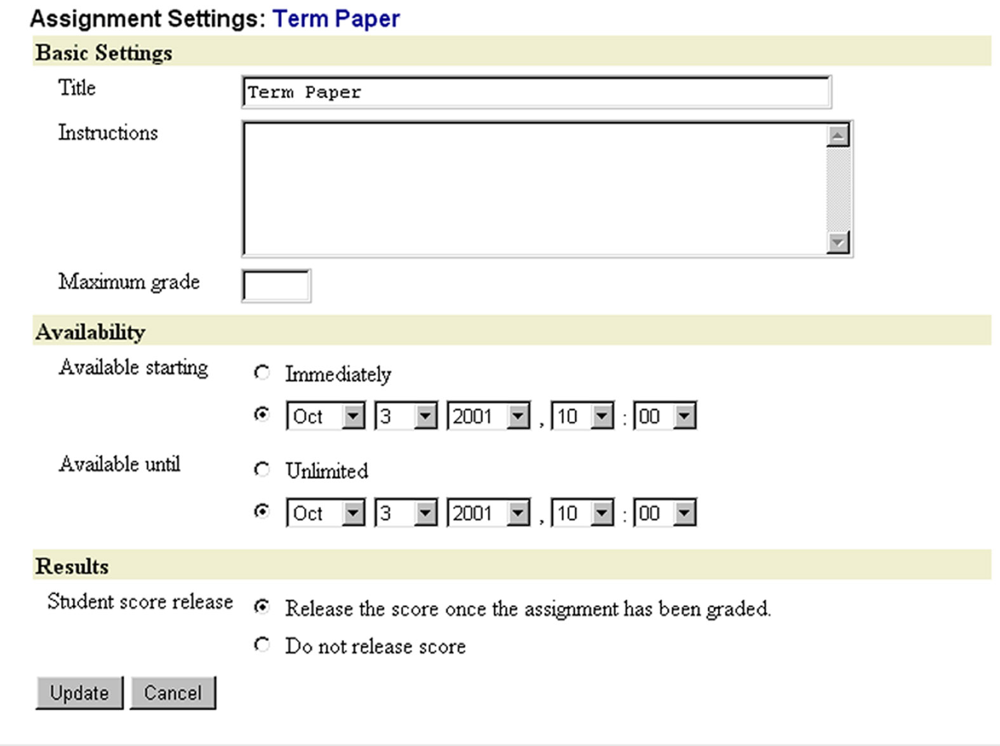 Assignment Settings: Term Paper
Basic Settings
Title Term Paper
Instructions
Maximum grade
Availability
Available starting Immediately
Oct 3 2001 , 10 : 00
Available until Unlimited
Oct 3 2001 , 10 : 00
Results
Student score release Release the score once the assignment has been graded.
Do not release score
Update Cancel